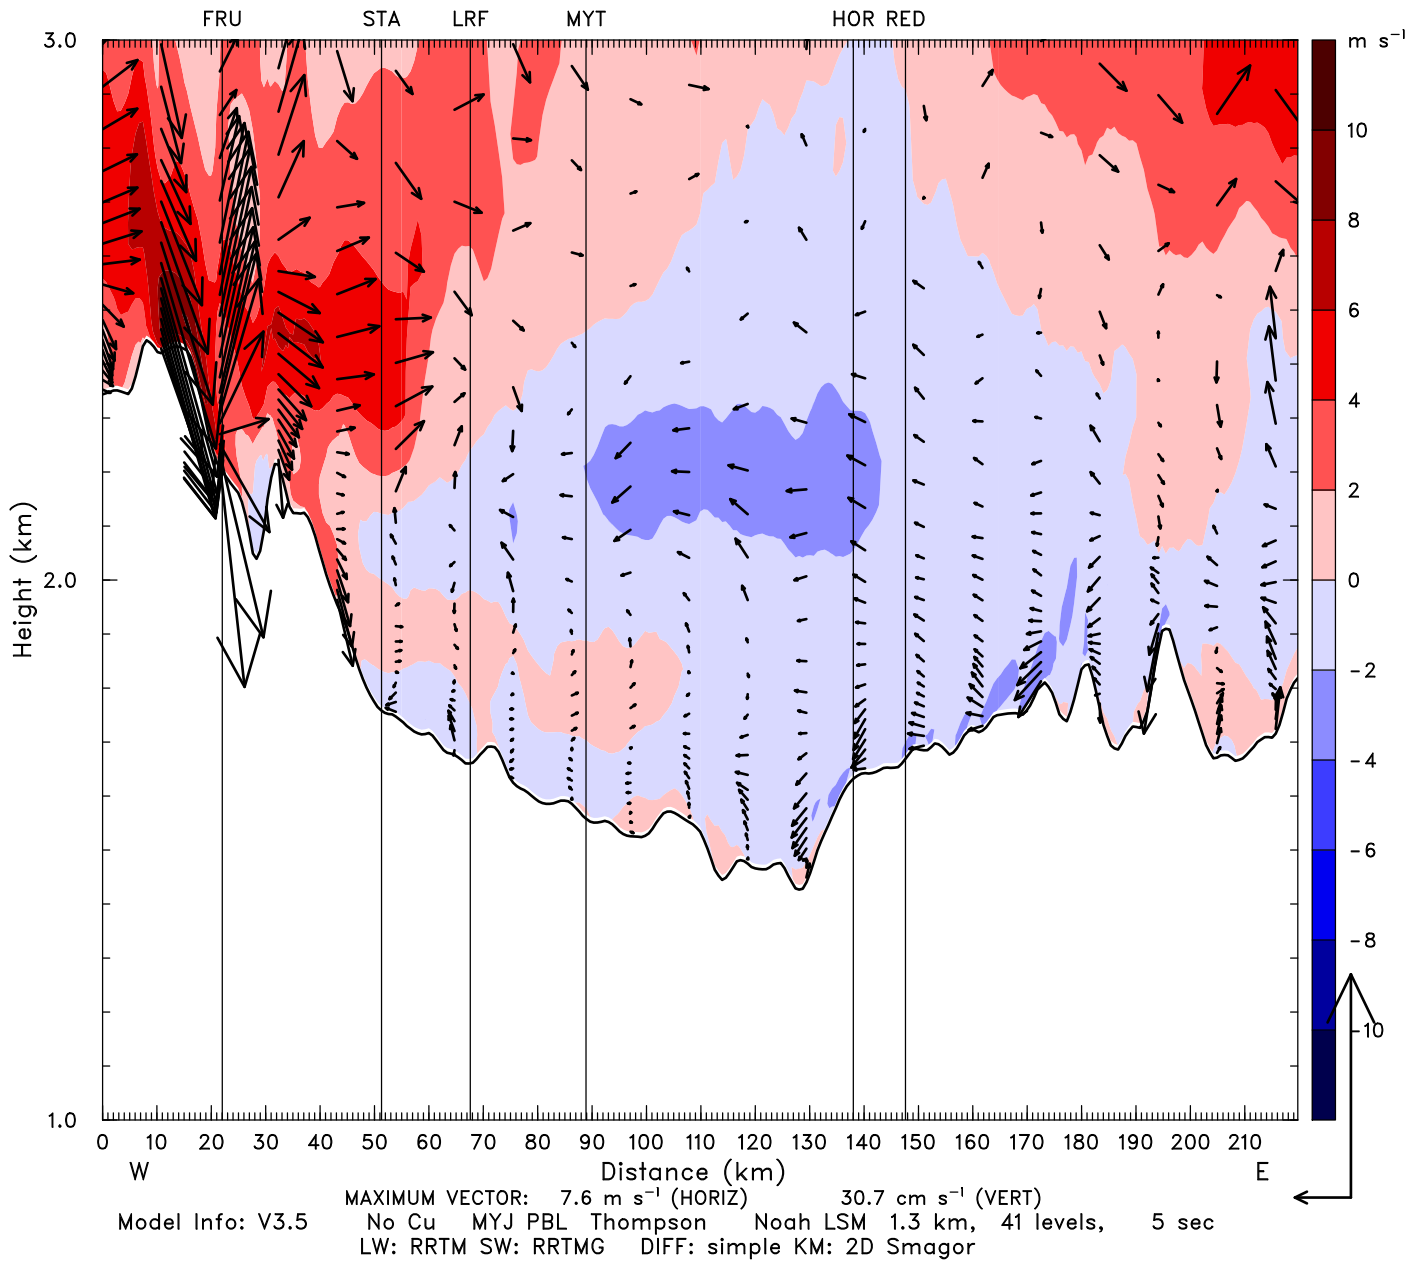 FRU STA LRF MYT HOR RED
3.0
2.0
1.0
Height (km)
m s⁻¹
10
8
6
4
2
0
-2
-4
-6
-8
-10
0 10 20 30 40 50 60 70 80 90 100 110 120 130 140 150 160 170 180 190 200 210
W Distance (km) E
MAXIMUM VECTOR: 7.6 m s⁻¹ (HORIZ) 30.7 cm s⁻¹ (VERT)
Model Info: V3.5 No Cu MYJ PBL Thompson Noah LSM 1.3 km, 41 levels, 5 sec
LW: RRTM SW: RRTMG DIFF: simple KM: 2D Smagor